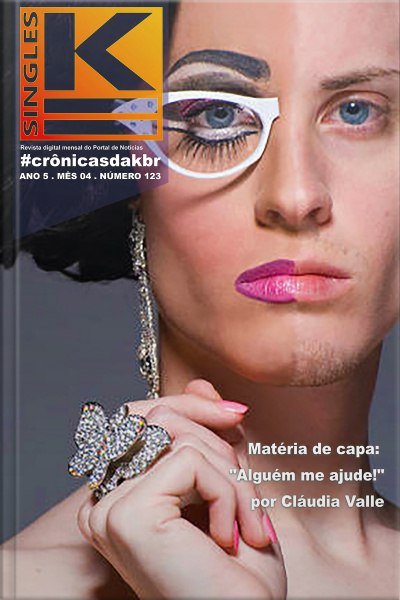 SINGLES
K
Revista digital mensal do Portal de Notícias
#crônicasdakbr
ANO 5 . MÊS 04 . NÚMERO 123
Matéria de capa:
"Alguém me ajude!"
por Cláudia Valle